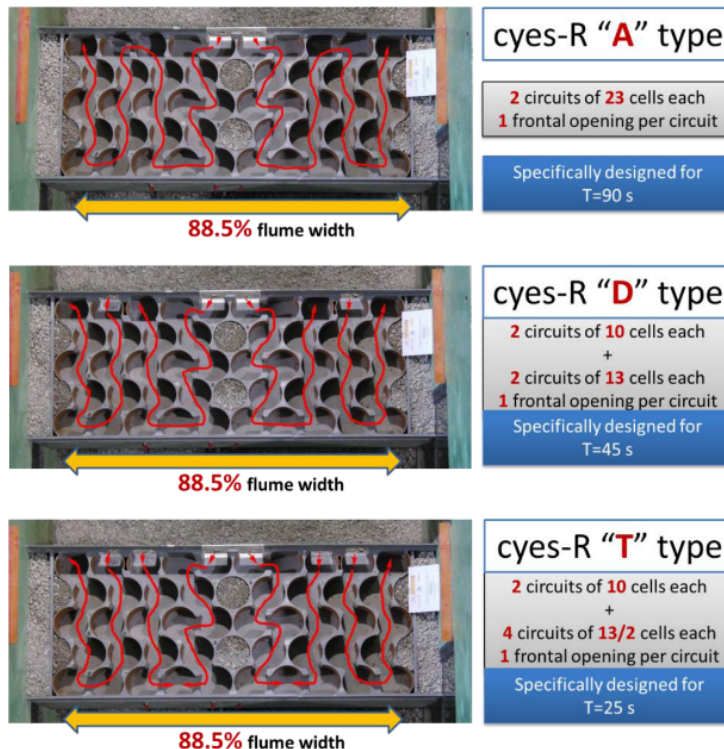 cyes-R “A” type
2 circuits of 23 cells each
1 frontal opening per circuit
Specifically designed for
T=90 s
88.5% flume width
cyes-R “D” type
2 circuits of 10 cells each
+
2 circuits of 13 cells each
1 frontal opening per circuit
Specifically designed for
T=45 s
88.5% flume width
cyes-R “T” type
2 circuits of 10 cells each
+
4 circuits of 13/2 cells each
1 frontal opening per circuit
Specifically designed for
T=25 s
88.5% flume width